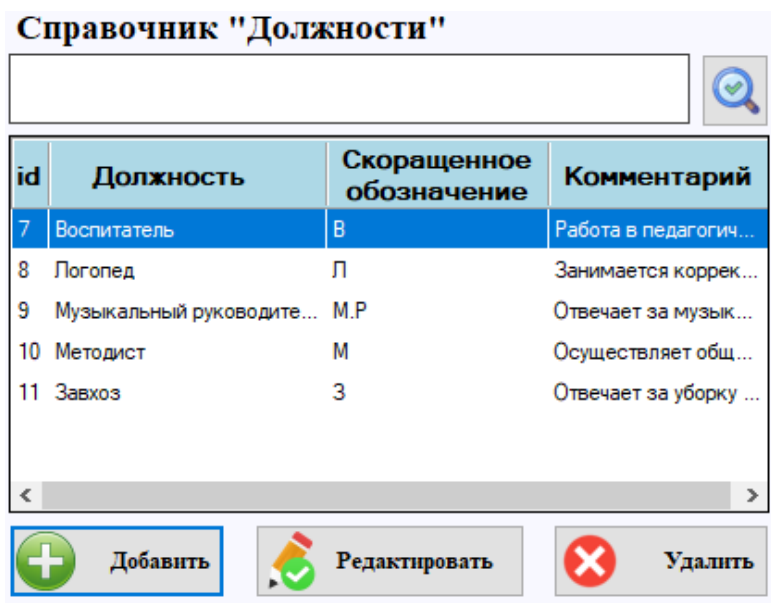 Справочник "Должности"
id Должность Скоращенное обозначение Комментарий
7 Воспитатель В Работа в педагогич...
8 Логопед Л Занимается коррек...
9 Музыкальный руководите... М.Р Отвечает за музык...
10 Методист М Осуществляет общ...
11 Завхоз З Отвечает за уборку ...
Добавить Редактировать Удалить